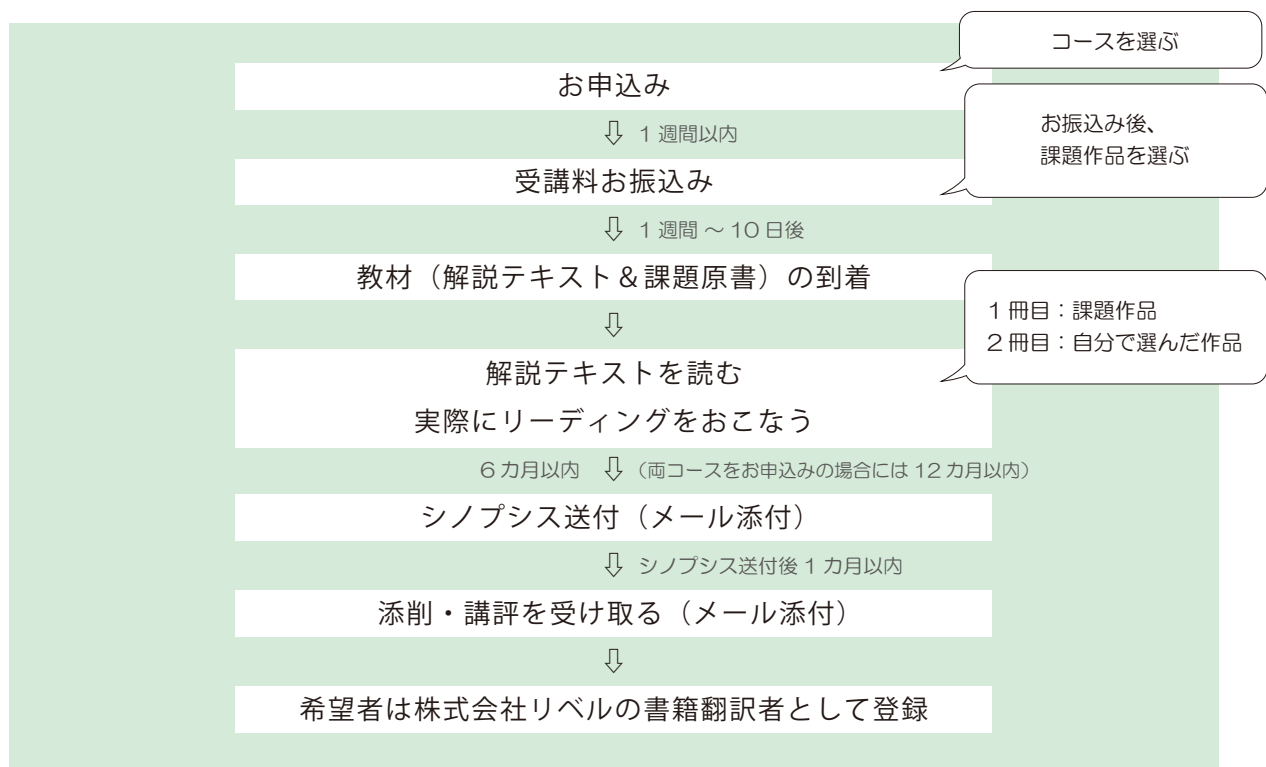 コースを選ぶ
お申込み
⇩ 1 週間以内
お振込み後、
課題作品を選ぶ
受講料お振込み
⇩ 1 週間 ～ 10 日後
教材（解説テキスト＆課題原書）の到着
⇩
1 冊目：課題作品
2 冊目：自分で選んだ作品
解説テキストを読む
実際にリーディングをおこなう
6 カ月以内 ⇩ （両コースをお申込みの場合には 12 カ月以内）
シノプシス送付（メール添付）
⇩ シノプシス送付後 1 カ月以内
添削・講評を受け取る（メール添付）
⇩
希望者は株式会社リベルの書籍翻訳者として登録